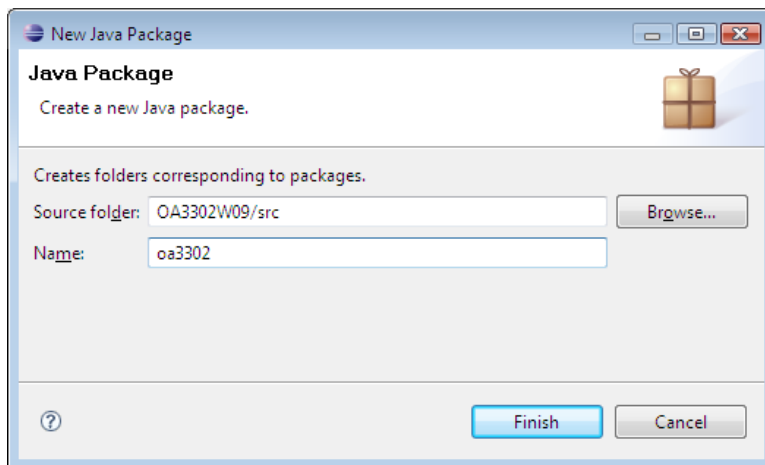 New Java Package
Java Package
Create a new Java package.
Creates folders corresponding to packages.
Source folder: OA3302W09/src Browse...
Name: oa3302
? Finish Cancel